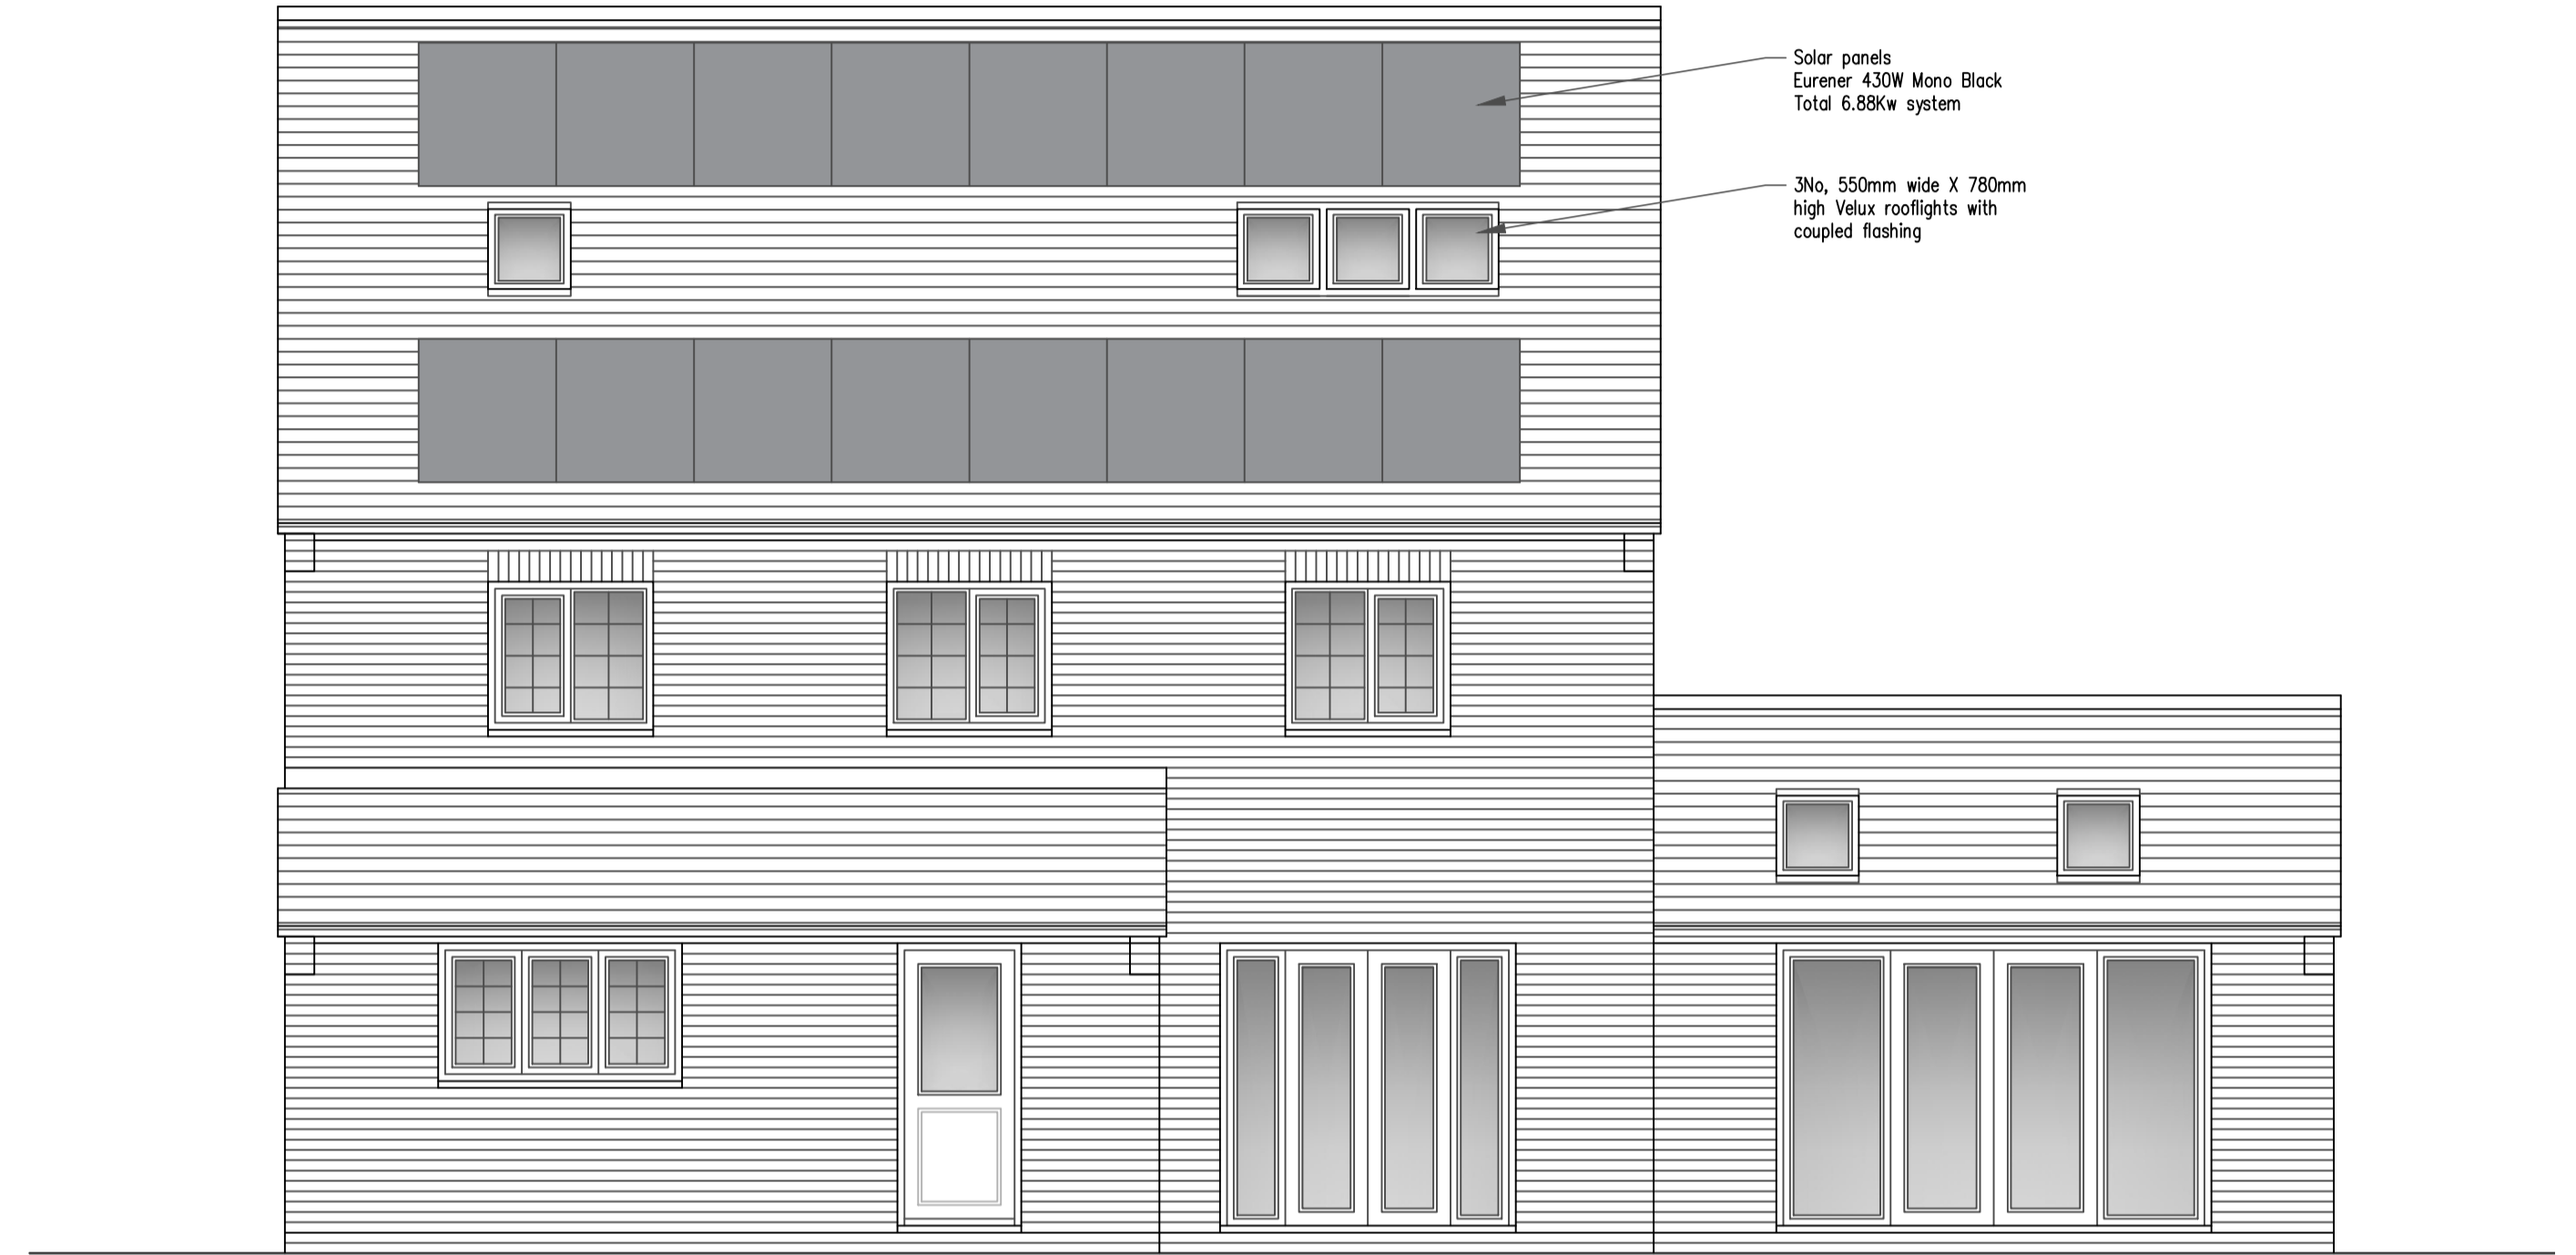 Solar panels
Eurener 430W Mono Black
Total 6.88Kw system
3No, 550mm wide X 780mm
high Velux rooflights with
coupled flashing